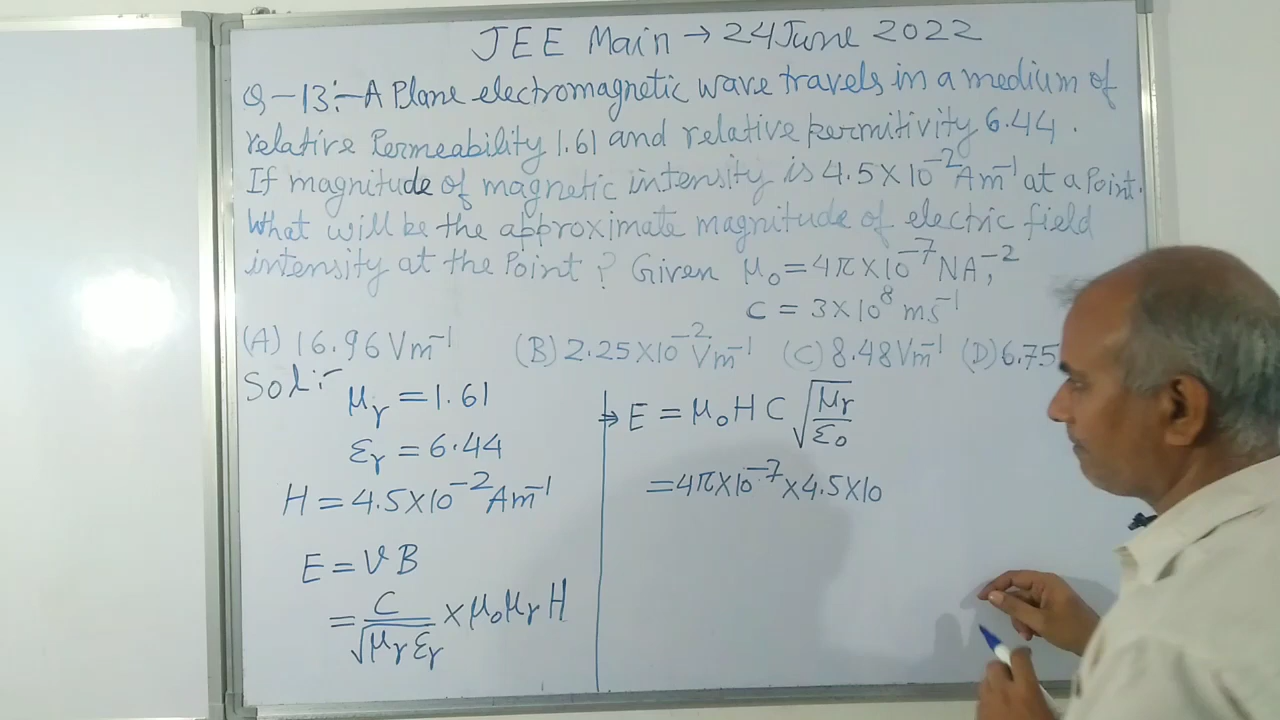 JEE Main → 24 June 2022
Q-13:- A Plane electromagnetic wave travels in a medium of
relative Permeability 1.61 and relative permitivity 6.44.
If magnitude of magnetic intensity is 4.5×10⁻² Am⁻¹ at a Point.
What will be the approximate magnitude of electric field
intensity at the Point? Given μ₀ = 4π×10⁻⁷ NA⁻²,
c = 3×10⁸ ms⁻¹
(A) 16.96 Vm⁻¹ (B) 2.25×10⁻² Vm⁻¹ (C) 8.48 Vm⁻¹ (D) 6.75
Sol:-
μᵣ = 1.61
εᵣ = 6.44
H = 4.5×10⁻² Am⁻¹
E = VB
= C/√(μᵣ εᵣ) × μ₀μᵣ H
⇒ E = μ₀ H C √(μᵣ/ε₀)
= 4π×10⁻⁷ × 4.5×10